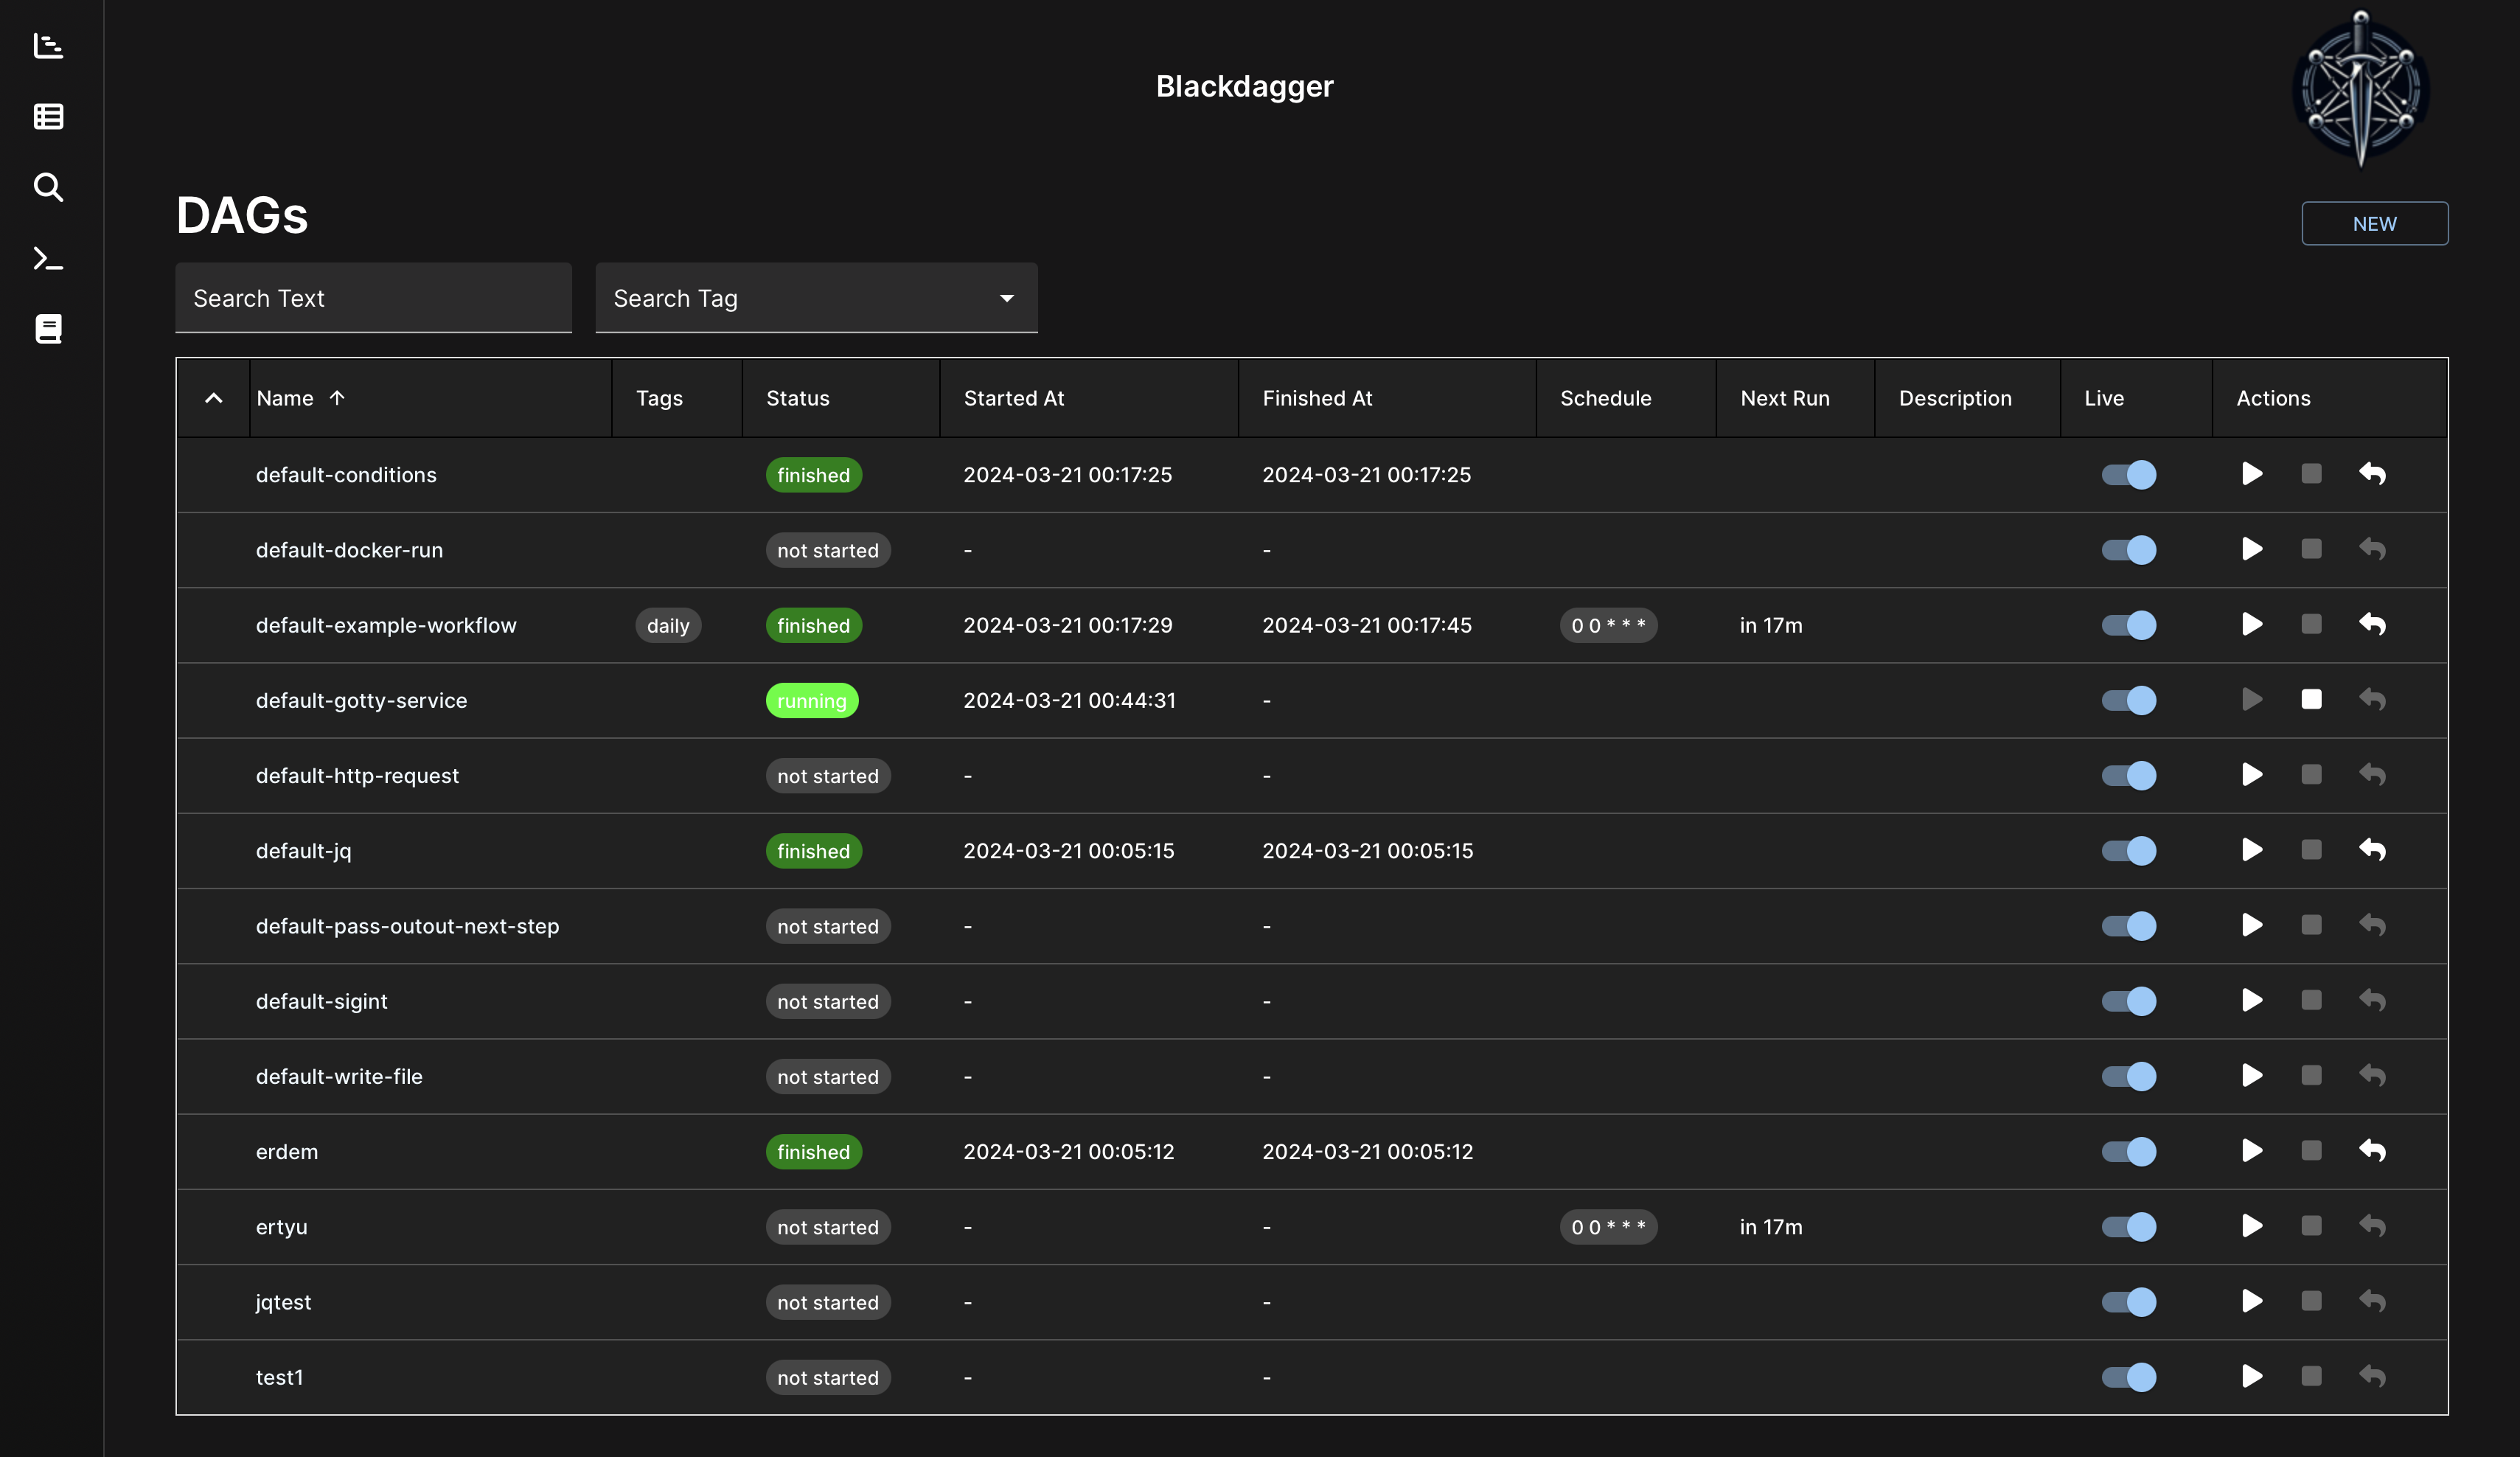 Blackdagger
DAGs
NEW
Search Text Search Tag
Name Tags Status Started At Finished At Schedule Next Run Description Live Actions
default-conditions finished 2024-03-21 00:17:25 2024-03-21 00:17:25
default-docker-run not started - -
default-example-workflow daily finished 2024-03-21 00:17:29 2024-03-21 00:17:45 0 0 * * * in 17m
default-gotty-service running 2024-03-21 00:44:31 -
default-http-request not started - -
default-jq finished 2024-03-21 00:05:15 2024-03-21 00:05:15
default-pass-outout-next-step not started - -
default-sigint not started - -
default-write-file not started - -
erdem finished 2024-03-21 00:05:12 2024-03-21 00:05:12
ertyu not started - - 0 0 * * * in 17m
jqtest not started - -
test1 not started - -